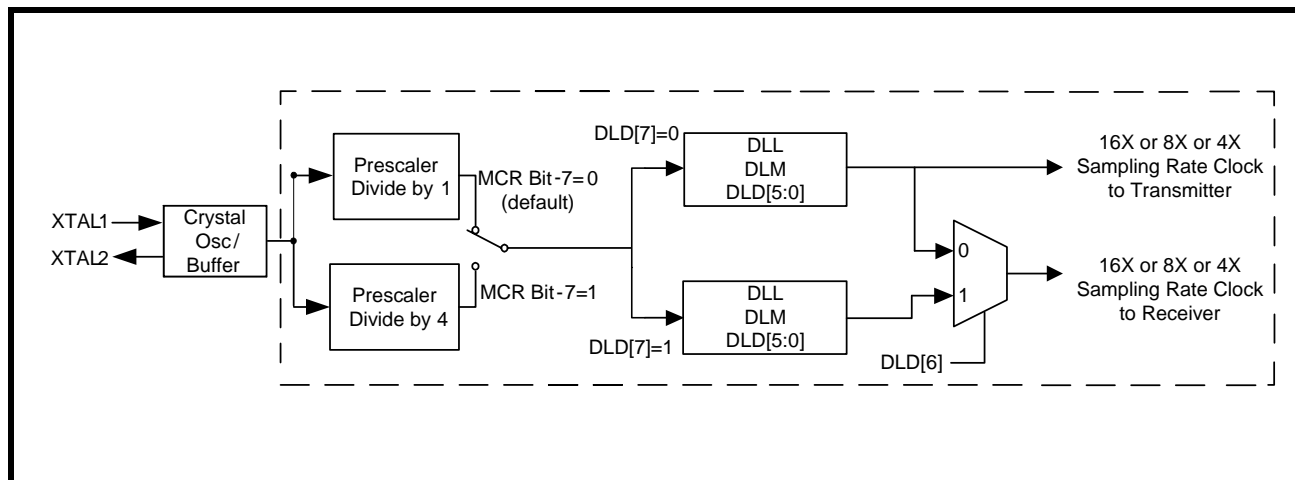 XTAL1
XTAL2
Crystal
Osc/
Buffer
Prescaler
Divide by 1
MCR Bit-7=0
(default)
Prescaler
Divide by 4
MCR Bit-7=1
DLD[7]=0
DLL
DLM
DLD[5:0]
DLD[7]=1
DLL
DLM
DLD[5:0]
0
1
DLD[6]
16X or 8X or 4X
Sampling Rate Clock
to Transmitter
16X or 8X or 4X
Sampling Rate Clock
to Receiver